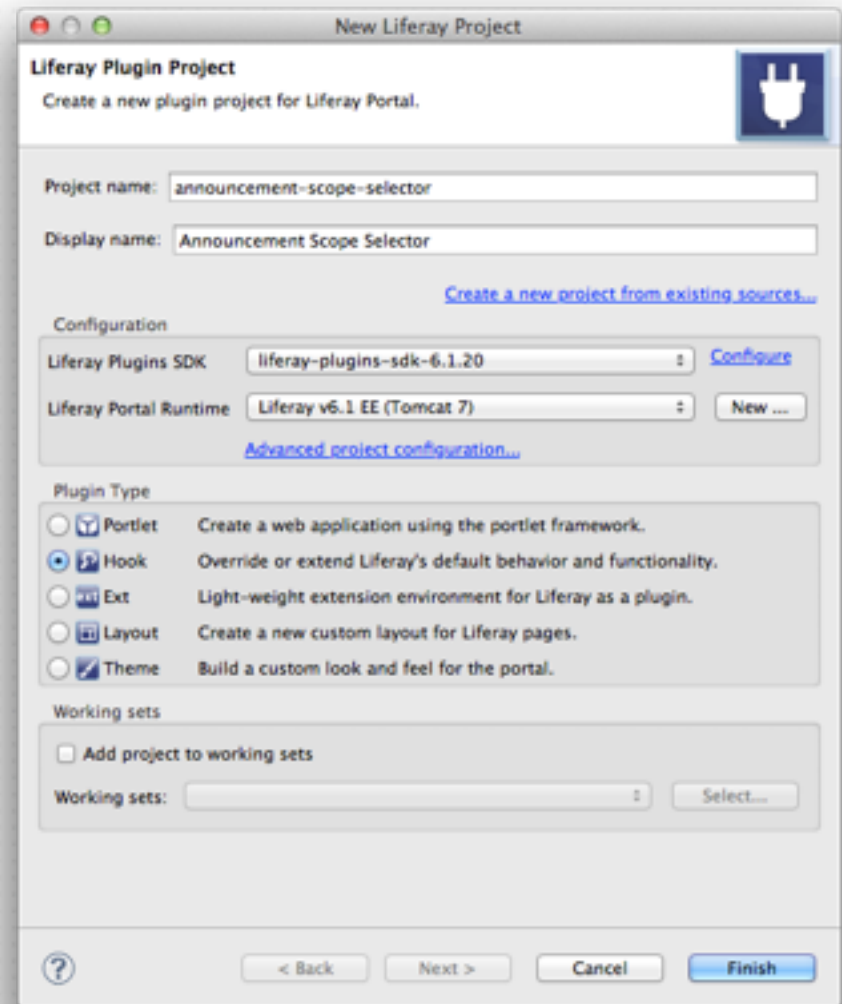 New Liferay Project
Liferay Plugin Project
Create a new plugin project for Liferay Portal.
Project name: announcement-scope-selector
Display name: Announcement Scope Selector
Create a new project from existing sources...
Configuration
Liferay Plugins SDK liferay-plugins-sdk-6.1.20 Configure
Liferay Portal Runtime Liferay v6.1 EE (Tomcat 7) New ...
Advanced project configuration...
Plugin Type
Portlet Create a web application using the portlet framework.
Hook Override or extend Liferay's default behavior and functionality.
Ext Light-weight extension environment for Liferay as a plugin.
Layout Create a new custom layout for Liferay pages.
Theme Build a custom look and feel for the portal.
Working sets
Add project to working sets
Working sets: Select...
? < Back Next > Cancel Finish